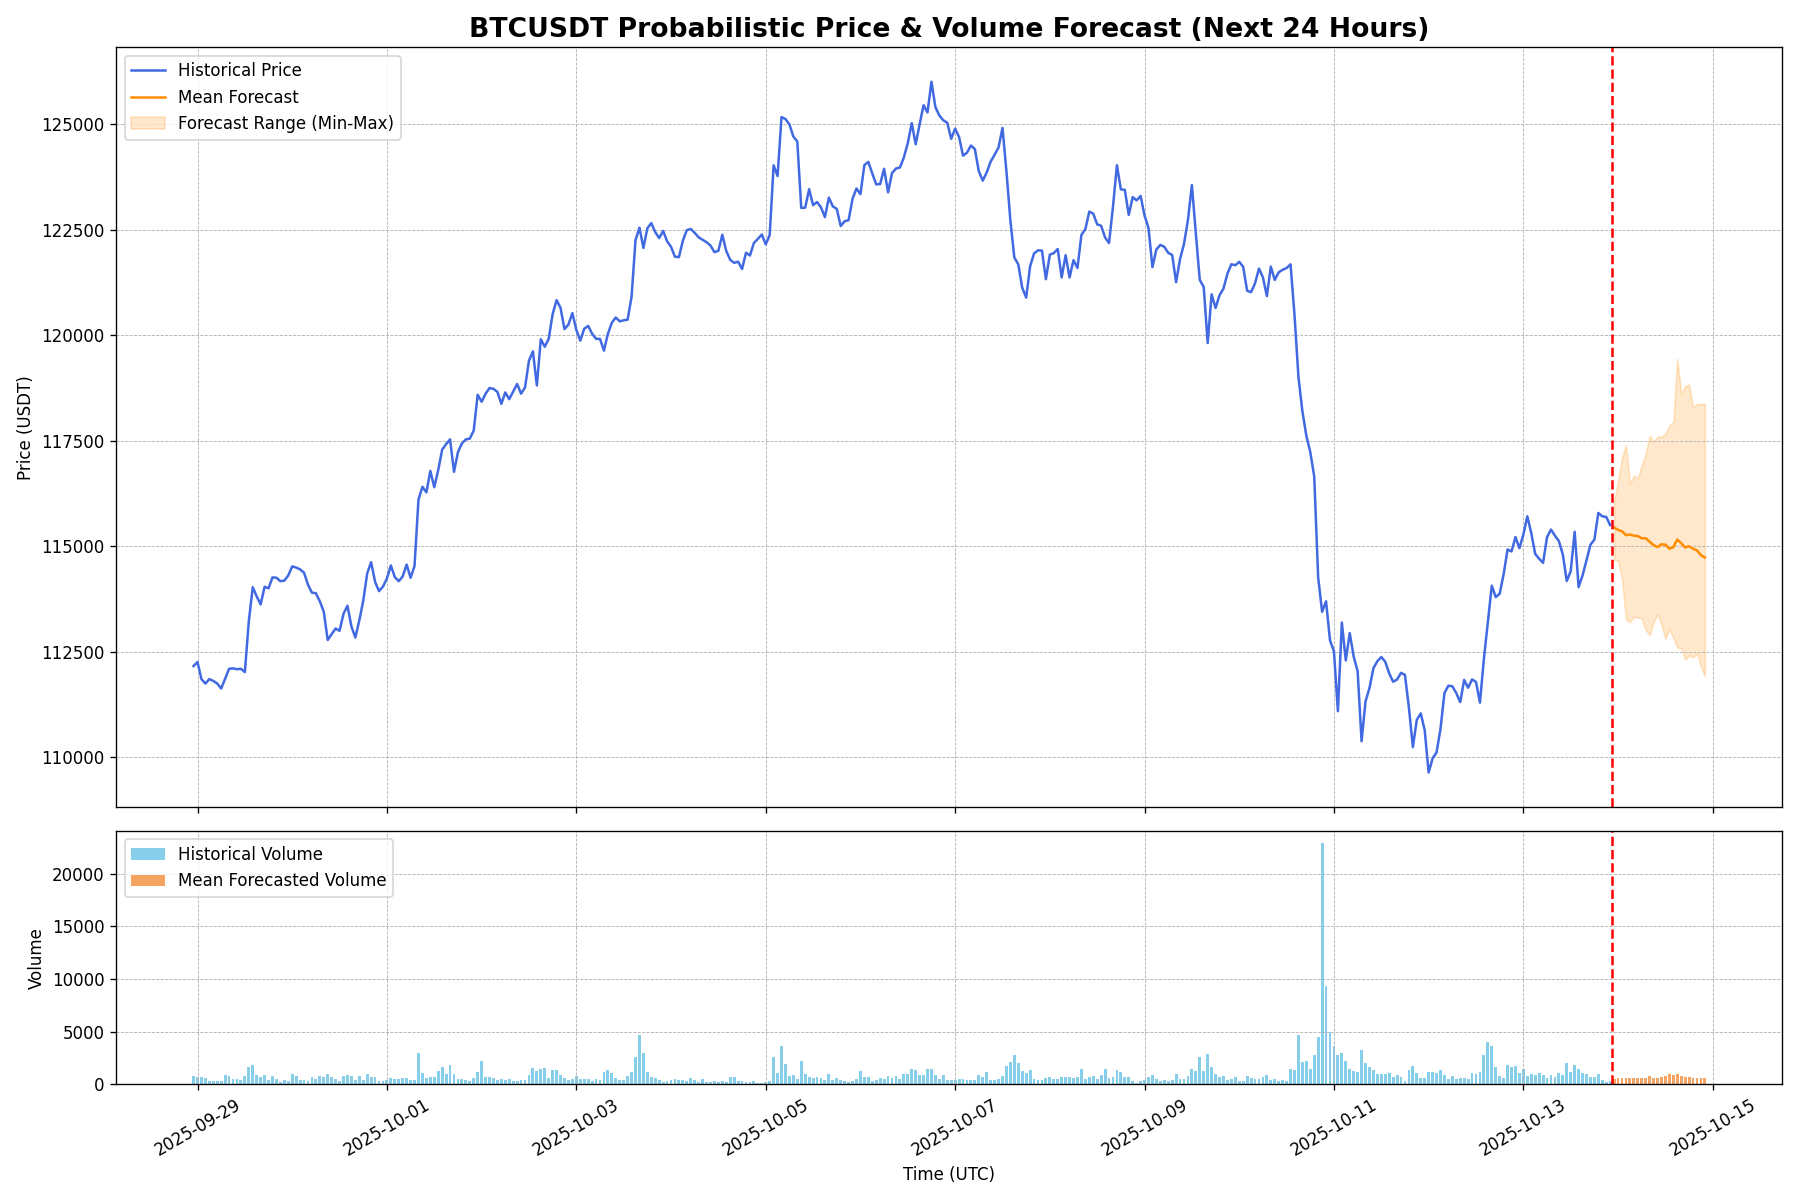 BTCUSDT Probabilistic Price & Volume Forecast (Next 24 Hours)
Historical Price
Mean Forecast
Forecast Range (Min-Max)
125000
122500
120000
117500
115000
112500
110000
Price (USDT)
Historical Volume
Mean Forecasted Volume
20000
15000
10000
5000
0
Volume
2025-09-29
2025-10-01
2025-10-03
2025-10-05
2025-10-07
2025-10-09
2025-10-11
2025-10-13
2025-10-15
Time (UTC)